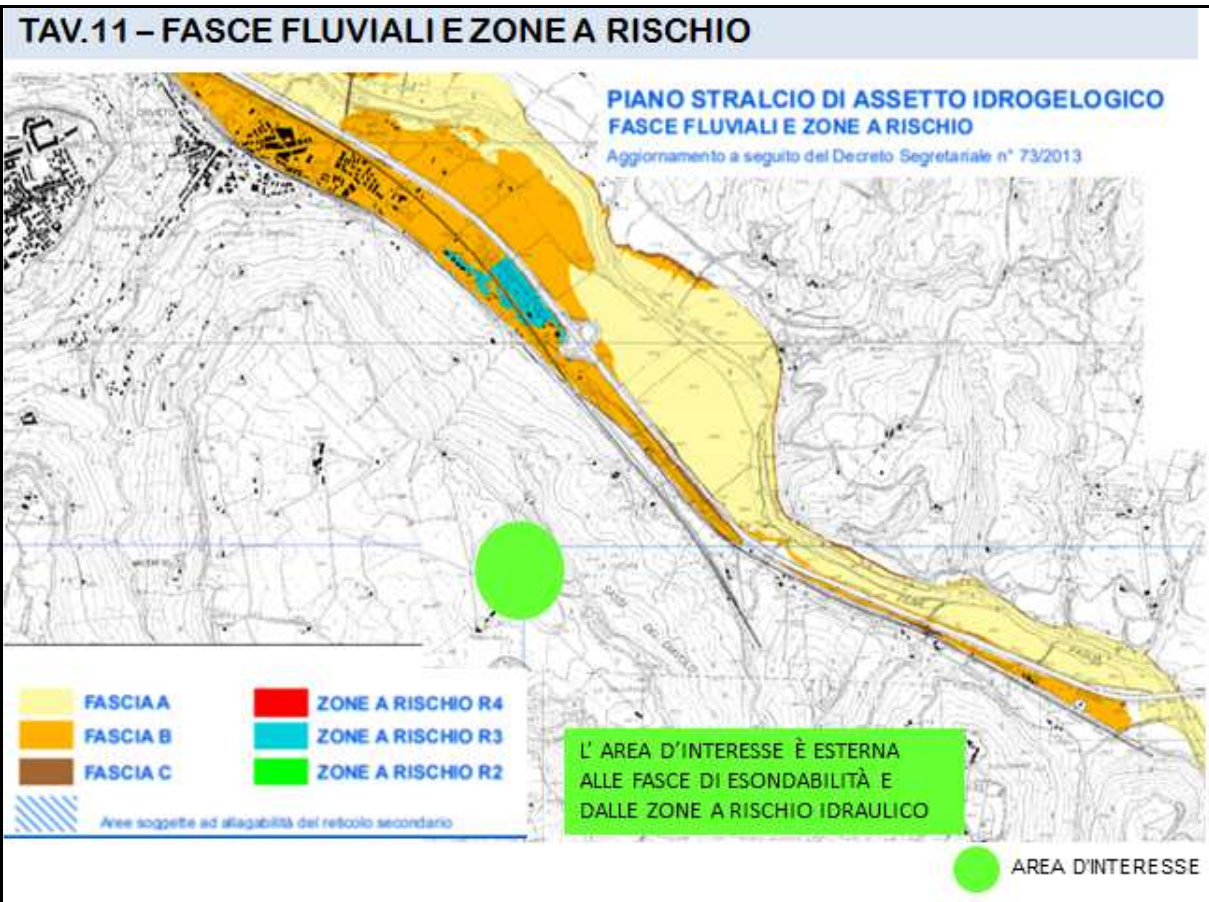 TAV.11 – FASCE FLUVIALI E ZONE A RISCHIO
PIANO STRALCIO DI ASSETTO IDROGELOGICO
FASCE FLUVIALI E ZONE A RISCHIO
Aggiornamento a seguito del Decreto Segretariale n° 73/2013
FASCIA A
FASCIA B
FASCIA C
ZONE A RISCHIO R4
ZONE A RISCHIO R3
ZONE A RISCHIO R2
Aree soggette ad allagabilità del reticolo secondario
L' AREA D'INTERESSE È ESTERNA
ALLE FASCE DI ESONDABILITÀ E
DALLE ZONE A RISCHIO IDRAULICO
AREA D'INTERESSE